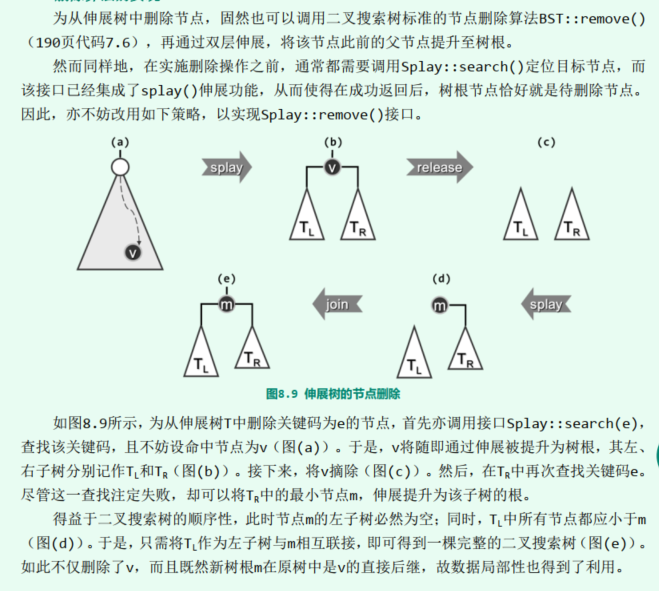 为从伸展树中删除节点，固然也可以调用二叉搜索树标准的节点删除算法BST::remove()
（190页代码7.6），再通过双层伸展，将该节点此前的父节点提升至树根。
然而同样地，在实施删除操作之前，通常都需要调用Splay::search()定位目标节点，而
该接口已经集成了splay()伸展功能，从而使得在成功返回后，树根节点恰好就是待删除节点。
因此，亦不妨改用如下策略，以实现Splay::remove()接口。
(a) (b) (c)
splay v release
TL TR TL TR
v
(e) (d)
m join m splay
TL TR TL TR
图8.9 伸展树的节点删除
如图8.9所示，为从伸展树T中删除关键码为e的节点，首先亦调用接口Splay::search(e)，
查找该关键码，且不妨设命中节点为v（图(a)）。于是，v将随即通过伸展被提升为树根，其左、
右子树分别记作TL和TR（图(b)）。接下来，将v摘除（图(c)）。然后，在TR中再次查找关键码e。
尽管这一查找注定失败，却可以将TR中的最小节点m，伸展提升为该子树的根。
得益于二叉搜索树的顺序性，此时节点m的左子树必然为空；同时，TL中所有节点都应小于m
（图(d)）。于是，只需将TL作为左子树与m相互联接，即可得到一棵完整的二叉搜索树（图(e)）。
如此不仅删除了v，而且既然新树根m在原树中是v的直接后继，故数据局部性也得到了利用。